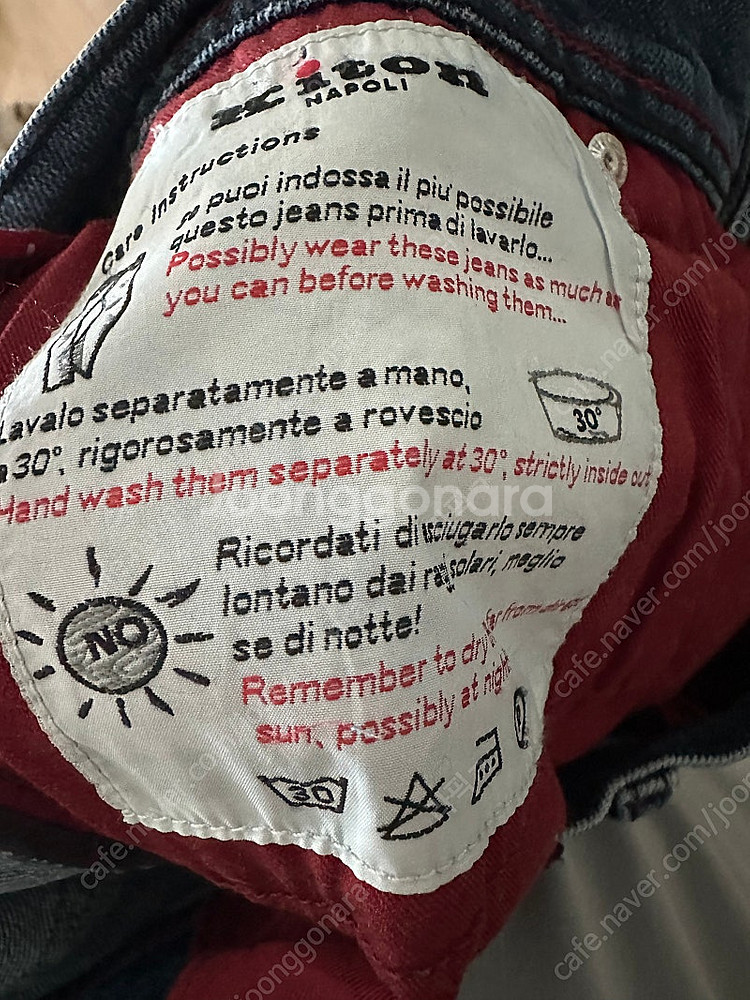 Kiton
NAPOLI
Care Instructions
se puoi indossa il piu' possibile
questo jeans prima di lavarlo...
Possibly wear these jeans as much as
you can before washing them...
Lavalo separatamente a mano,
a 30°, rigorosamente a rovescio
Hand wash them separately at 30°, strictly inside out
30°
Ricordati di asciugarlo sempre
lontano dai raggi solari, meglio
se di notte!
Remember to dry far from
sun, possibly at night
NO
30
joonggonara
cafe.naver.com/joonggonara